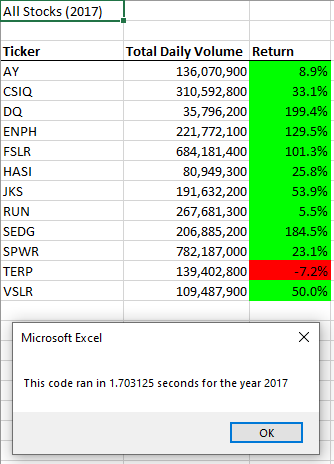 All Stocks (2017)
Ticker Total Daily Volume Return
AY 136,070,900 8.9%
CSIQ 310,592,800 33.1%
DQ 35,796,200 199.4%
ENPH 221,772,100 129.5%
FSLR 684,181,400 101.3%
HASI 80,949,300 25.8%
JKS 191,632,200 53.9%
RUN 267,681,300 5.5%
SEDG 206,885,200 184.5%
SPWR 782,187,000 23.1%
TERP 139,402,800 -7.2%
VSLR 109,487,900 50.0%
Microsoft Excel
This code ran in 1.703125 seconds for the year 2017
OK